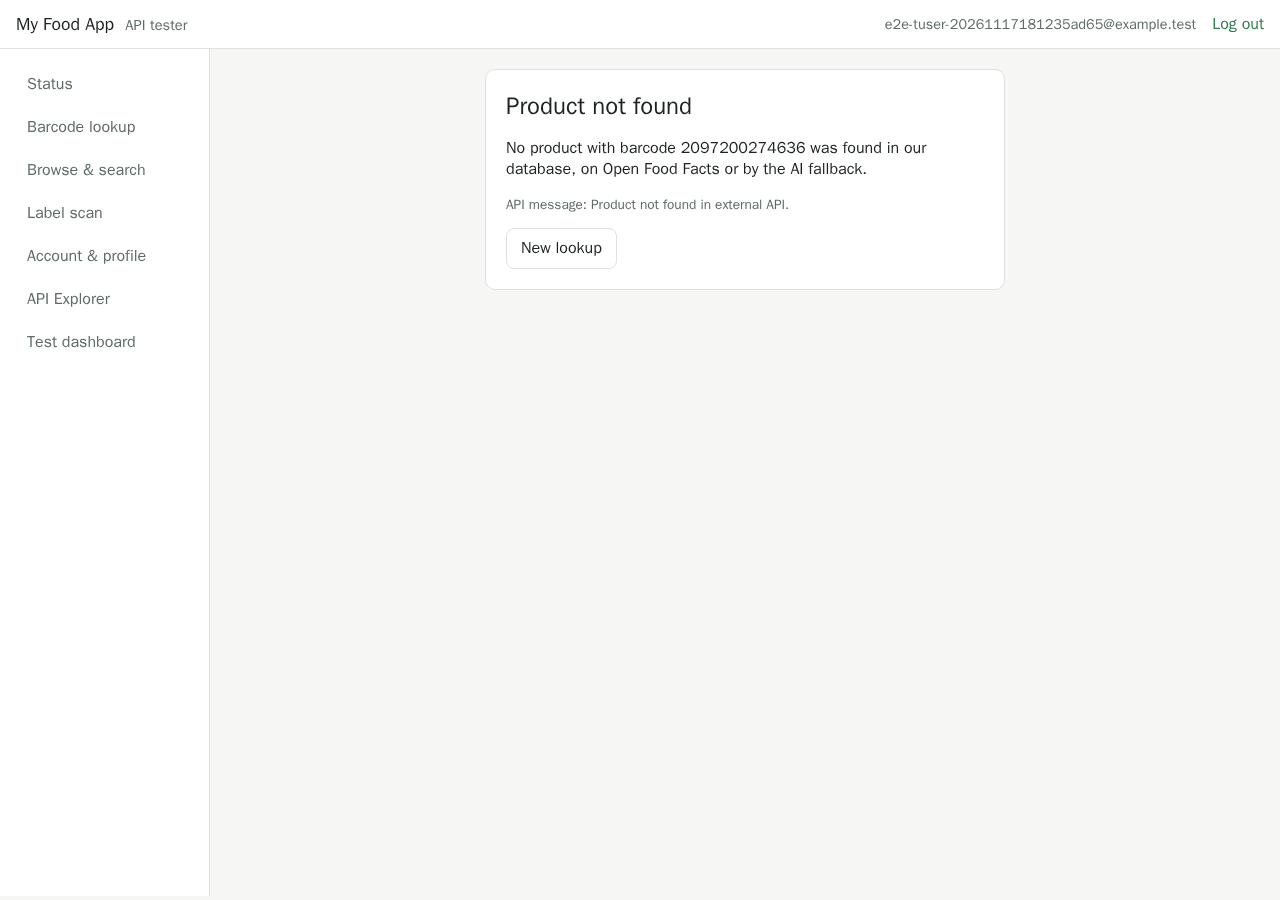 My Food App API tester
e2e-tuser-20261117181235ad65@example.test Log out
Status
Barcode lookup
Browse & search
Label scan
Account & profile
API Explorer
Test dashboard
Product not found
No product with barcode 2097200274636 was found in our
database, on Open Food Facts or by the AI fallback.
API message: Product not found in external API.
New lookup